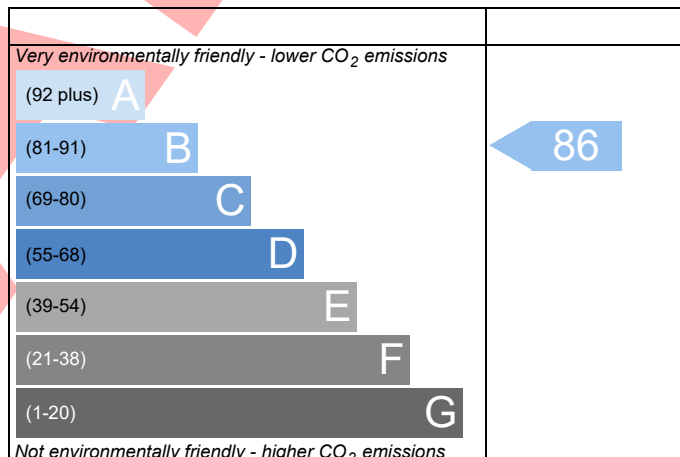 Very environmentally friendly - lower CO2 emissions
(92 plus) A
(81-91) B
86
(69-80) C
(55-68) D
(39-54) E
(21-38) F
(1-20) G
Not environmentally friendly - higher CO2 emissions